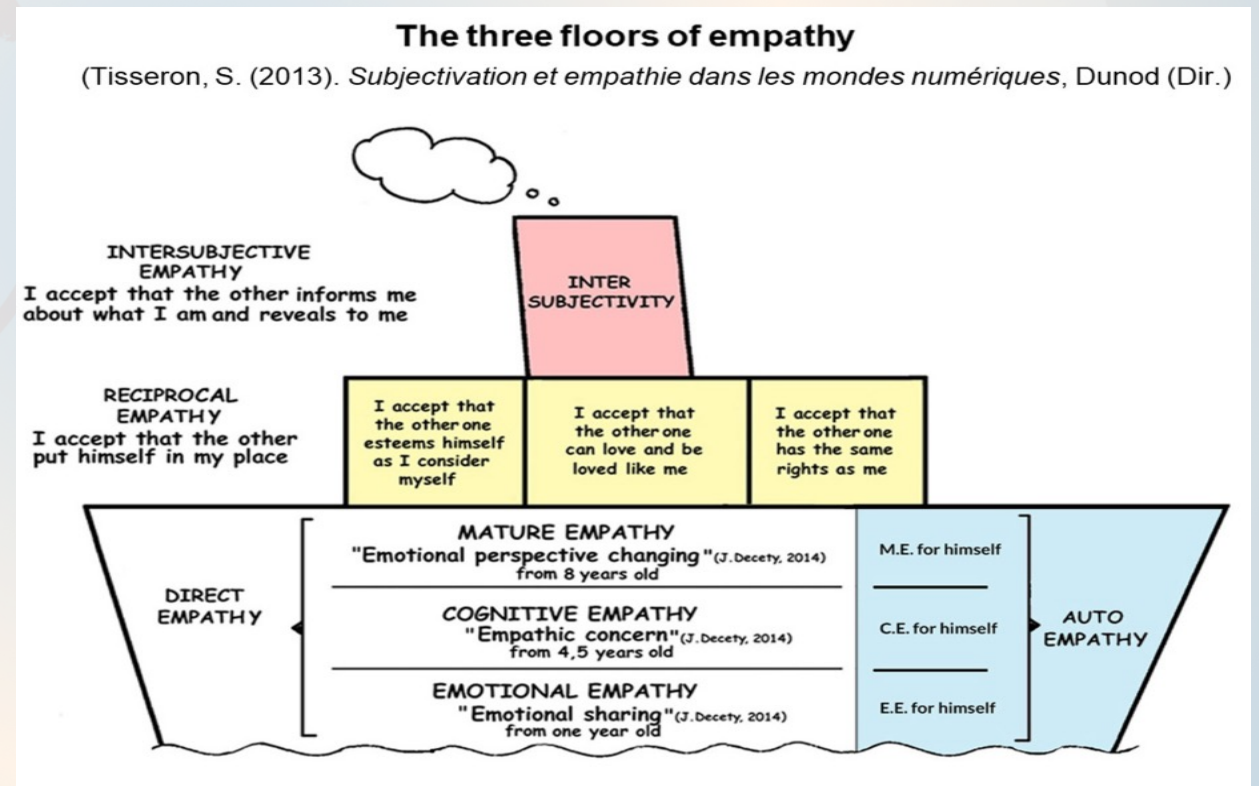 The three floors of empathy
(Tisseron, S. (2013). Subjectivation et empathie dans les mondes numériques, Dunod (Dir.)
INTERSUBJECTIVE
EMPATHY
I accept that the other informs me
about what I am and reveals to me
INTER
SUBJECTIVITY
RECIPROCAL
EMPATHY
I accept that the other
put himself in my place
I accept that
the other one
esteems himself
as I consider
myself
I accept that
the other one
can love and be
loved like me
I accept that
the other one
has the same
rights as me
DIRECT
EMPATHY
MATURE EMPATHY
"Emotional perspective changing"(J.Decety, 2014)
from 8 years old
COGNITIVE EMPATHY
"Empathic concern"(J.Decety, 2014)
from 4,5 years old
EMOTIONAL EMPATHY
"Emotional sharing"(J.Decety, 2014)
from one year old
M.E. for himself
C.E. for himself
E.E. for himself
AUTO
EMPATHY